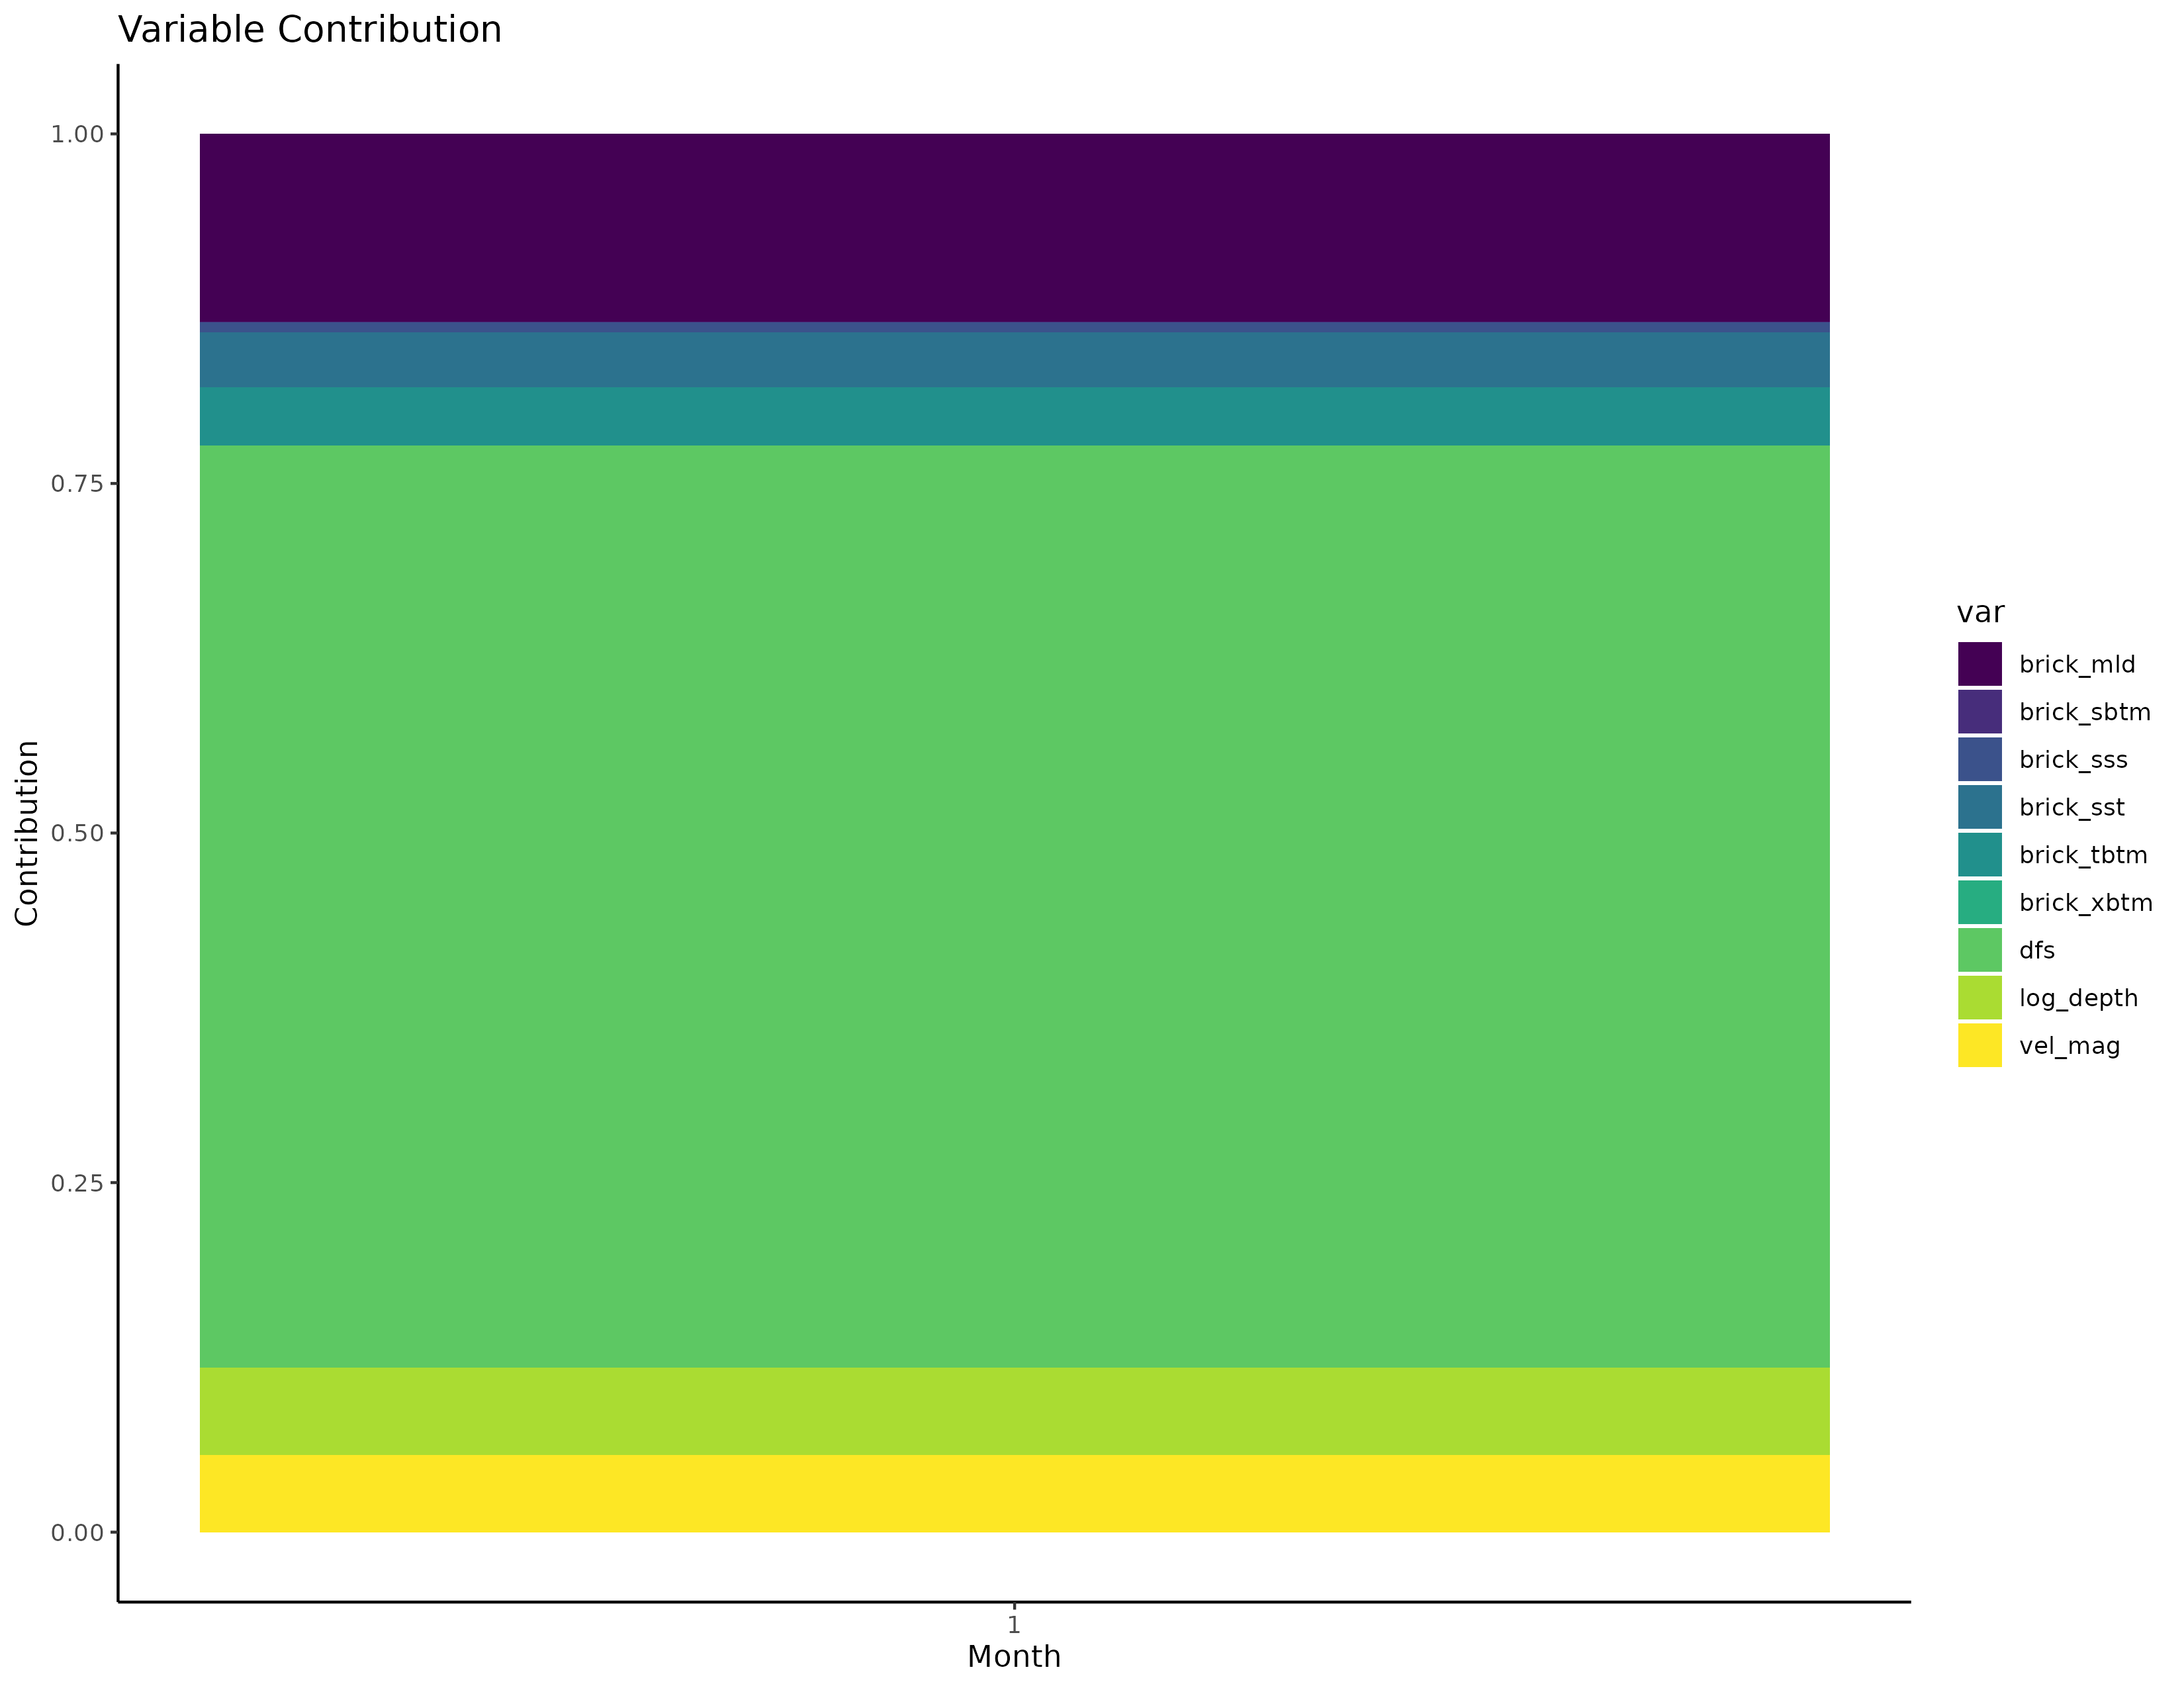 Variable Contribution
1.00
0.75
0.50
0.25
0.00
Contribution
1
Month
var
brick_mld
brick_sbtm
brick_sss
brick_sst
brick_tbtm
brick_xbtm
dfs
log_depth
vel_mag